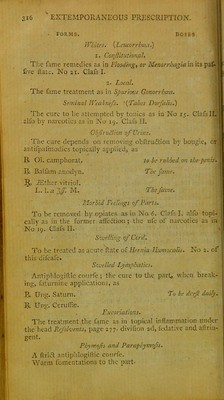 316 EXTEMPORANEOUS PRESCRIPTION.
FORMS. DOSES.
Whites. (Leucorrhœa.)
1. Constitutional.
The same remedies as in Flooding, or Menorrhagia in its paſ-
ſive ſtate. No 21. Claſs I.
2. Local.
The same treatment as in Spurious Gonorrhœa.
Seminal Weakneſs. (Tabes Dorſalis.)
The cure to be attempted by tonics as in No 15. Claſs II.
alſo by narcotics as in No 19. Claſs II.
Obſtruction of Urine.
The cure depends on removing obſtruction by bougie, or
antiſpaſmodics topically applied, as
℞ Ol. camphorat. to be rubbed on the penis.
℞ Balſam anodyn. The ſame.
℞ Æther vitriol.
The ſame.
Morbid Feelings of Parts.
To be removed by opiates as in No 6. Claſs I. alſo topi-
cally as in the former affections; the uſe of narcotics as in
No 19. Claſs II.
Swelling of Cord.
To be treated as acute ſtate of Hernia Humoralis. No 2. of
this diſeaſe.
Swelled Lymphatics.
Antiphlogiſtic courſe; the cure to the part, when break-
ing, ſaturnine applications, as
℞ Ung. Saturn. To be dreſt daily.
℞ Ung. Ceruſſæ.
Excoriations.
The treatment the ſame as in topical inflammation under
the head Reſolvents, page 277. diviſion 2d, ſedative and aſtrin-
gent.
Phymoſis and Paraphymoſis.
A ſtrict antiphlogiſtic courſe.
Warm fomentations to the part.